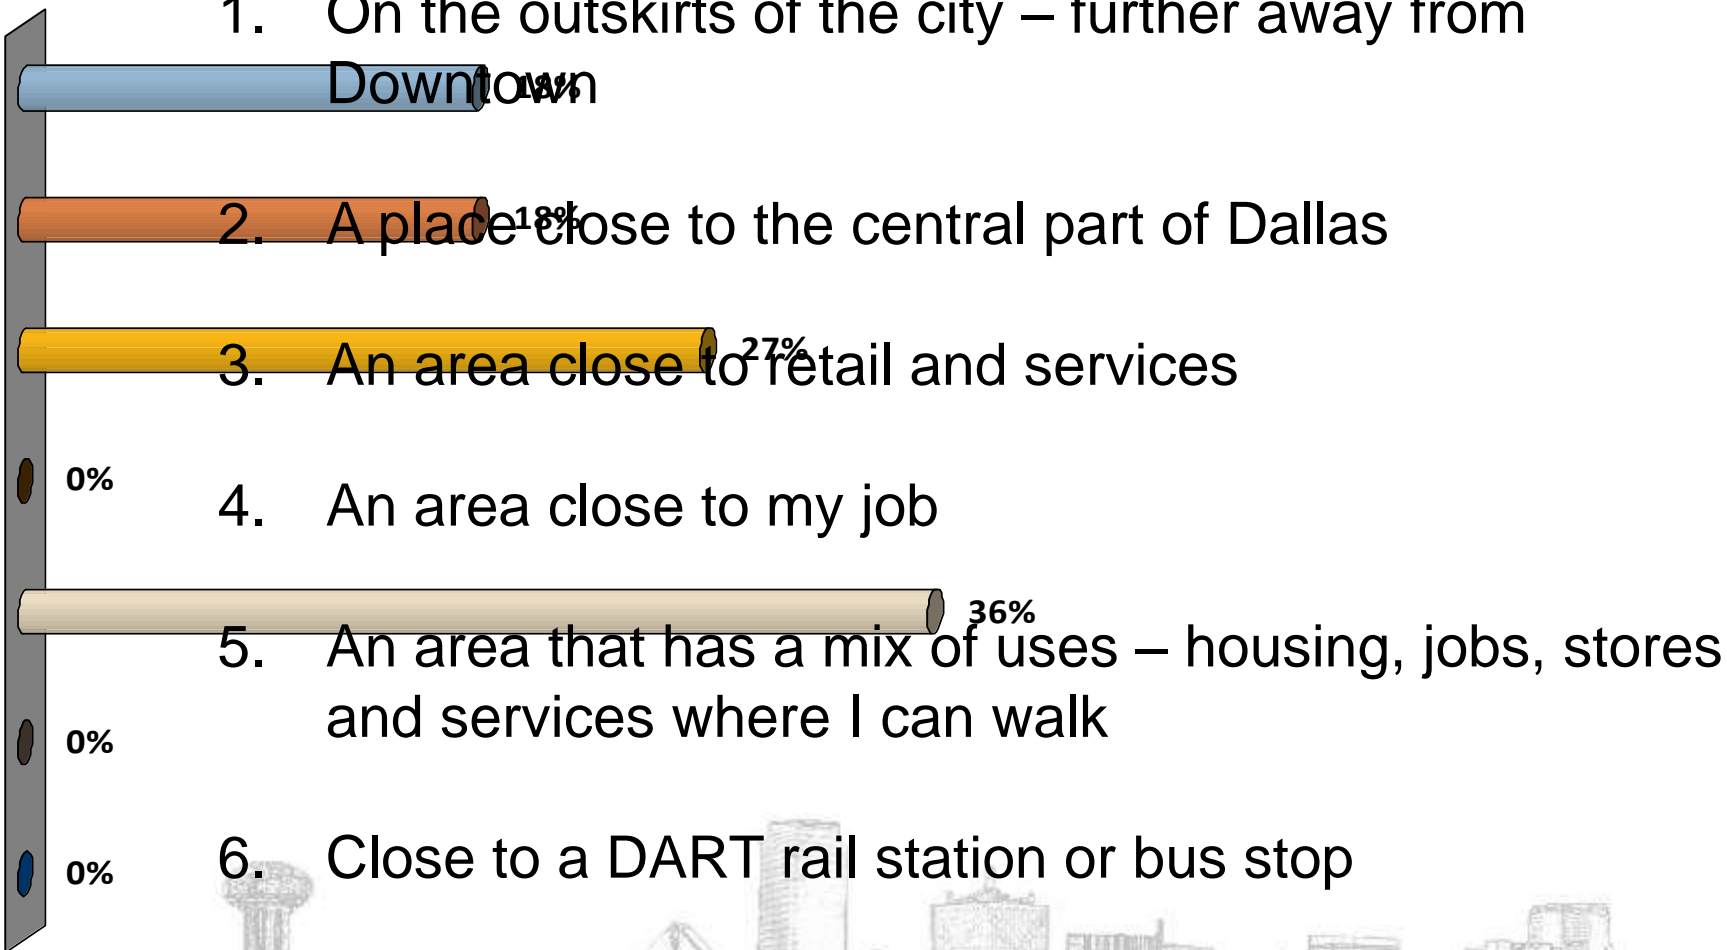 1. On the outskirts of the city – further away from
Downtown
18%
2. A place close to the central part of Dallas
18%
3. An area close to retail and services
27%
0%
4. An area close to my job
36%
5. An area that has a mix of uses – housing, jobs, stores
and services where I can walk
0%
6. Close to a DART rail station or bus stop
0%